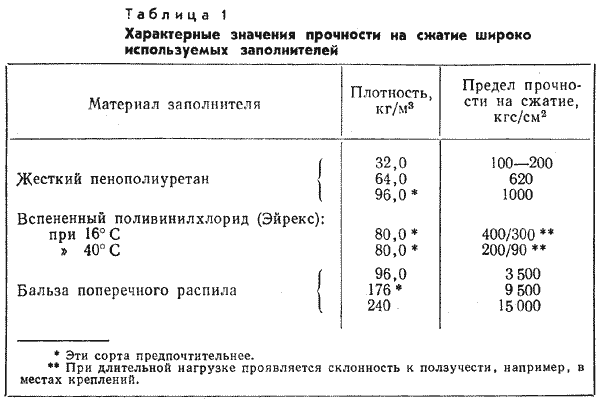 Таблица 1
Характерные значения прочности на сжатие широко
используемых заполнителей
Материал заполнителя Плотность, кг/м³ Предел прочно-
сти на сжатие, кгс/см²
32,0 100—200
Жесткий пенополиуретан 64,0 620
96,0 * 1000
Вспененный поливинилхлорид (Эйрекс):
при 16° С 80,0 * 400/300 **
» 40° С 80,0 * 200/90 **
96,0 3 500
Бальза поперечного распила 176 * 9 500
240 15 000
* Эти сорта предпочтительнее.
** При длительной нагрузке проявляется склонность к ползучести, например, в
местах креплений.